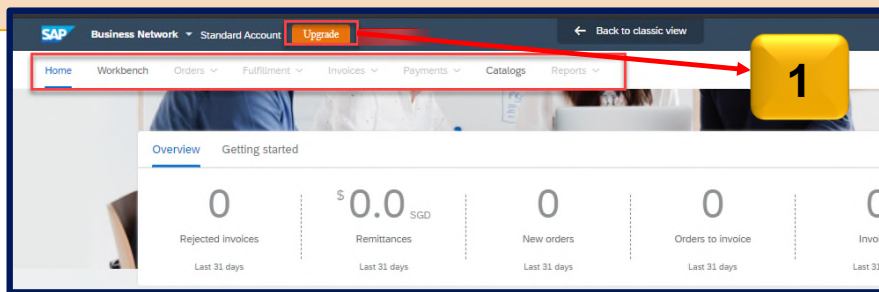 SAP Business Network Standard Account Upgrade ← Back to classic view
Home Workbench Orders Fulfillment Invoices Payments Catalogs Reports
1
Overview Getting started
0 $ 0.0 SGD 0 0
Rejected invoices Remittances New orders Orders to invoice
Last 31 days Last 31 days Last 31 days Last 31 days Last 31